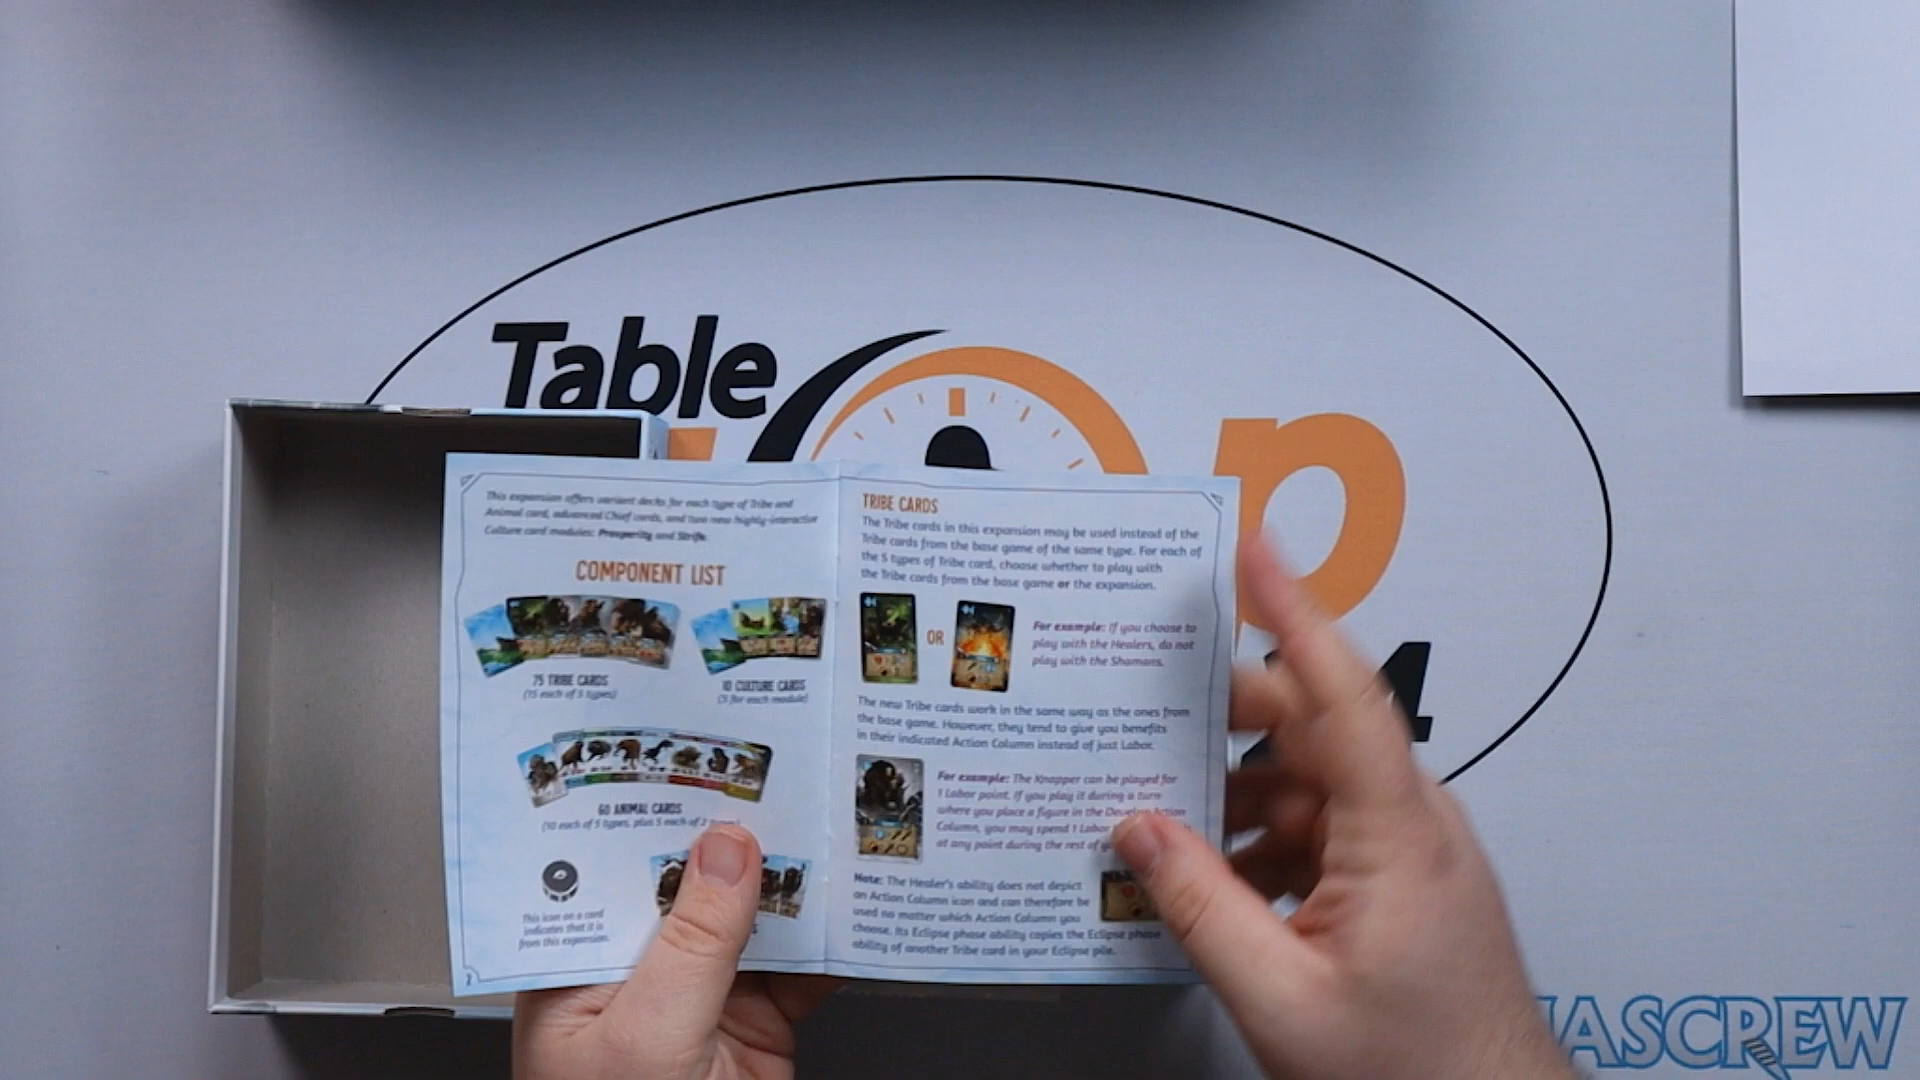 Table
p
4
This expansion offers variant decks for each type of Tribe and
Animal card, advanced Chief cards, and two new highly-interactive
Culture card modules: Prosperity and Strife.
COMPONENT LIST
75 TRIBE CARDS
(15 each of 5 types)
10 CULTURE CARDS
(5 for each module)
60 ANIMAL CARDS
(10 each of 5 types, plus 5 each of 2 types)
This icon on a card
indicates that it is
from this expansion.
2
TRIBE CARDS
The Tribe cards in this expansion may be used instead of the
Tribe cards from the base game of the same type. For each of
the 5 types of Tribe card, choose whether to play with
the Tribe cards from the base game or the expansion.
OR
For example: If you choose to
play with the Healers, do not
play with the Shamans.
The new Tribe cards work in the same way as the ones from
the base game. However, they tend to give you benefits
in their indicated Action Column instead of just Labor.
For example: The Knapper can be played for
1 Labor point. If you play it during a turn
where you place a figure in the Develop Action
Column, you may spend 1 Labor
at any point during the rest of
Note: The Healer's ability does not depict
an Action Column icon and can therefore be
used no matter which Action Column you
choose. Its Eclipse phase ability copies the Eclipse phase
ability of another Tribe card in your Eclipse pile.
ASCREW